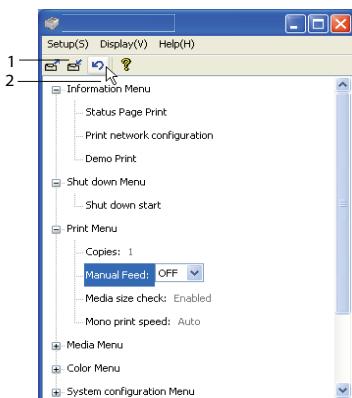 Setup(S) Display(V) Help(H)
1
2
Information Menu
Status Page Print
Print network configuration
Demo Print
Shut down Menu
Shut down start
Print Menu
Copies: 1
Manual Feed: OFF
Media size check: Enabled
Mono print speed: Auto
Media Menu
Color Menu
System configuration Menu